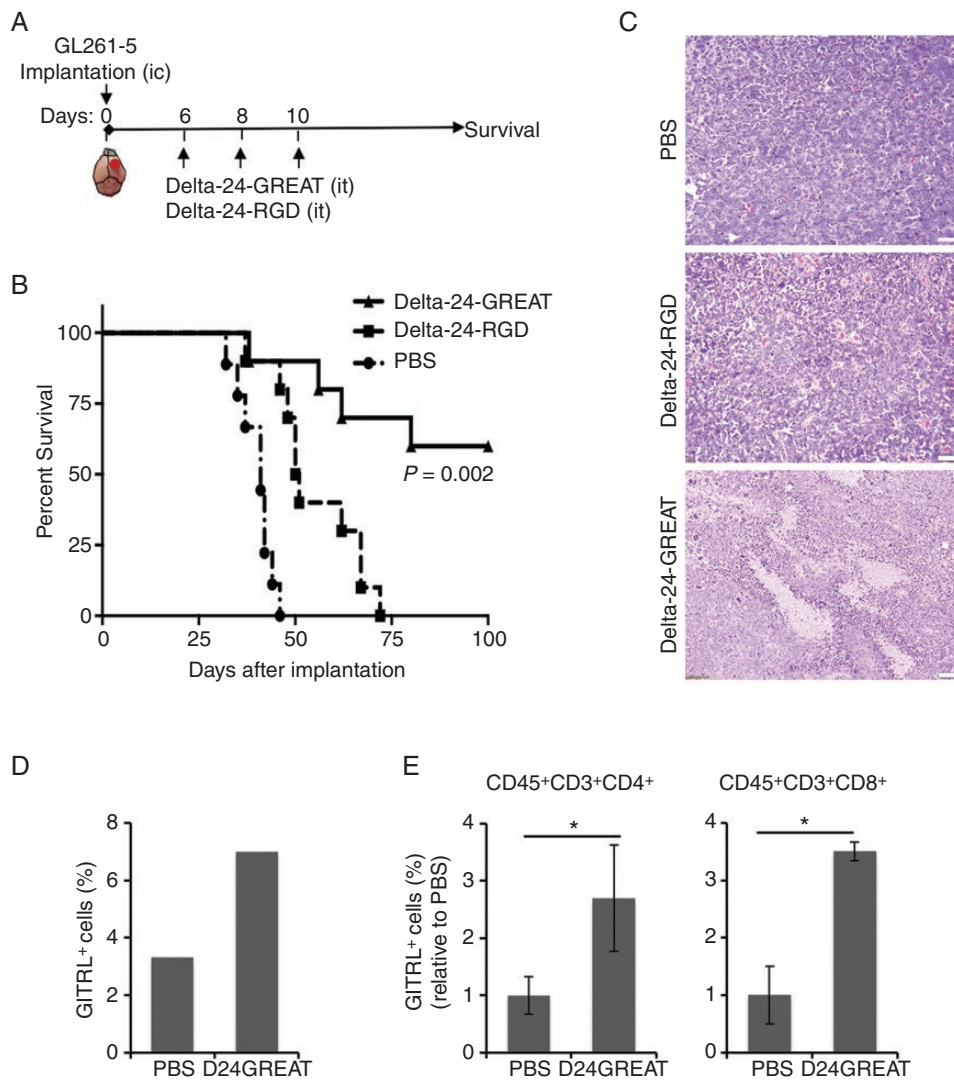 A
GL261-5
Implantation (ic)
Days: 0 6 8 10
Survival
Delta-24-GREAT (it)
Delta-24-RGD (it)
B
Delta-24-GREAT
Delta-24-RGD
PBS
100
75
50
25
0
Percent Survival
P = 0.002
0 25 50 75 100
Days after implantation
C
PBS
Delta-24-RGD
Delta-24-GREAT
D
8
6
4
2
0
GITRL+ cells (%)
PBS D24GREAT
E
CD45+CD3+CD4+
4
3
2
1
0
GITRL+ cells (%)
(relative to PBS)
*
PBS D24GREAT
CD45+CD3+CD8+
4
3
2
1
0
*
PBS D24GREAT